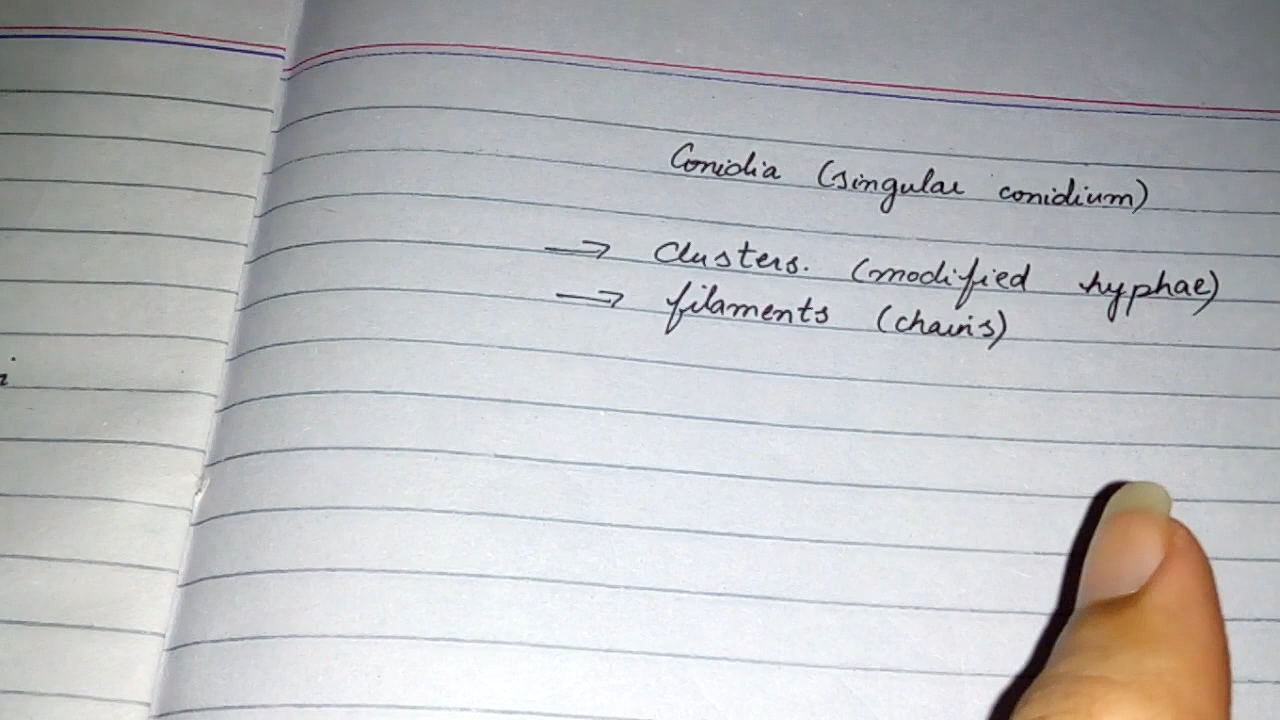 Conidia (singular conidium)
→ Clusters. (modified hyphae)
→ filaments (chains)